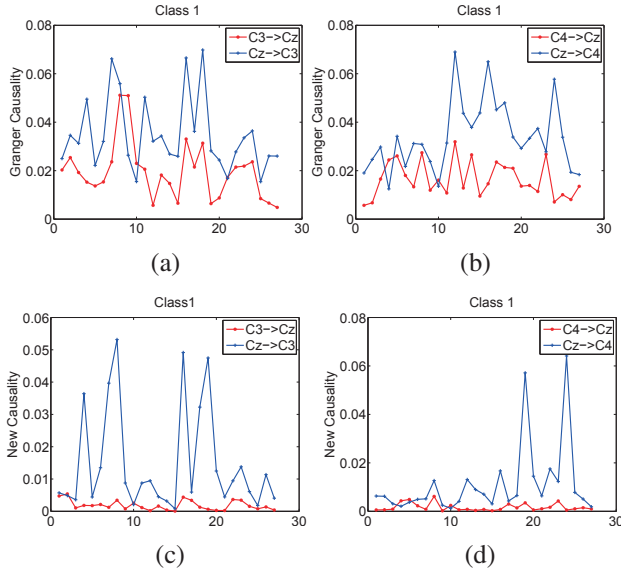 Class 1
Granger Causality
0.08
0.06
0.04
0.02
0
0 10 20 30
C3->Cz
Cz->C3
(a)
Class 1
Granger Causality
0.08
0.06
0.04
0.02
0
0 10 20 30
C4->Cz
Cz->C4
(b)
Class1
New Causality
0.06
0.05
0.04
0.03
0.02
0.01
0
0 10 20 30
C3->Cz
Cz->C3
(c)
Class 1
New Causality
0.08
0.06
0.04
0.02
0
0 10 20 30
C4->Cz
Cz->C4
(d)